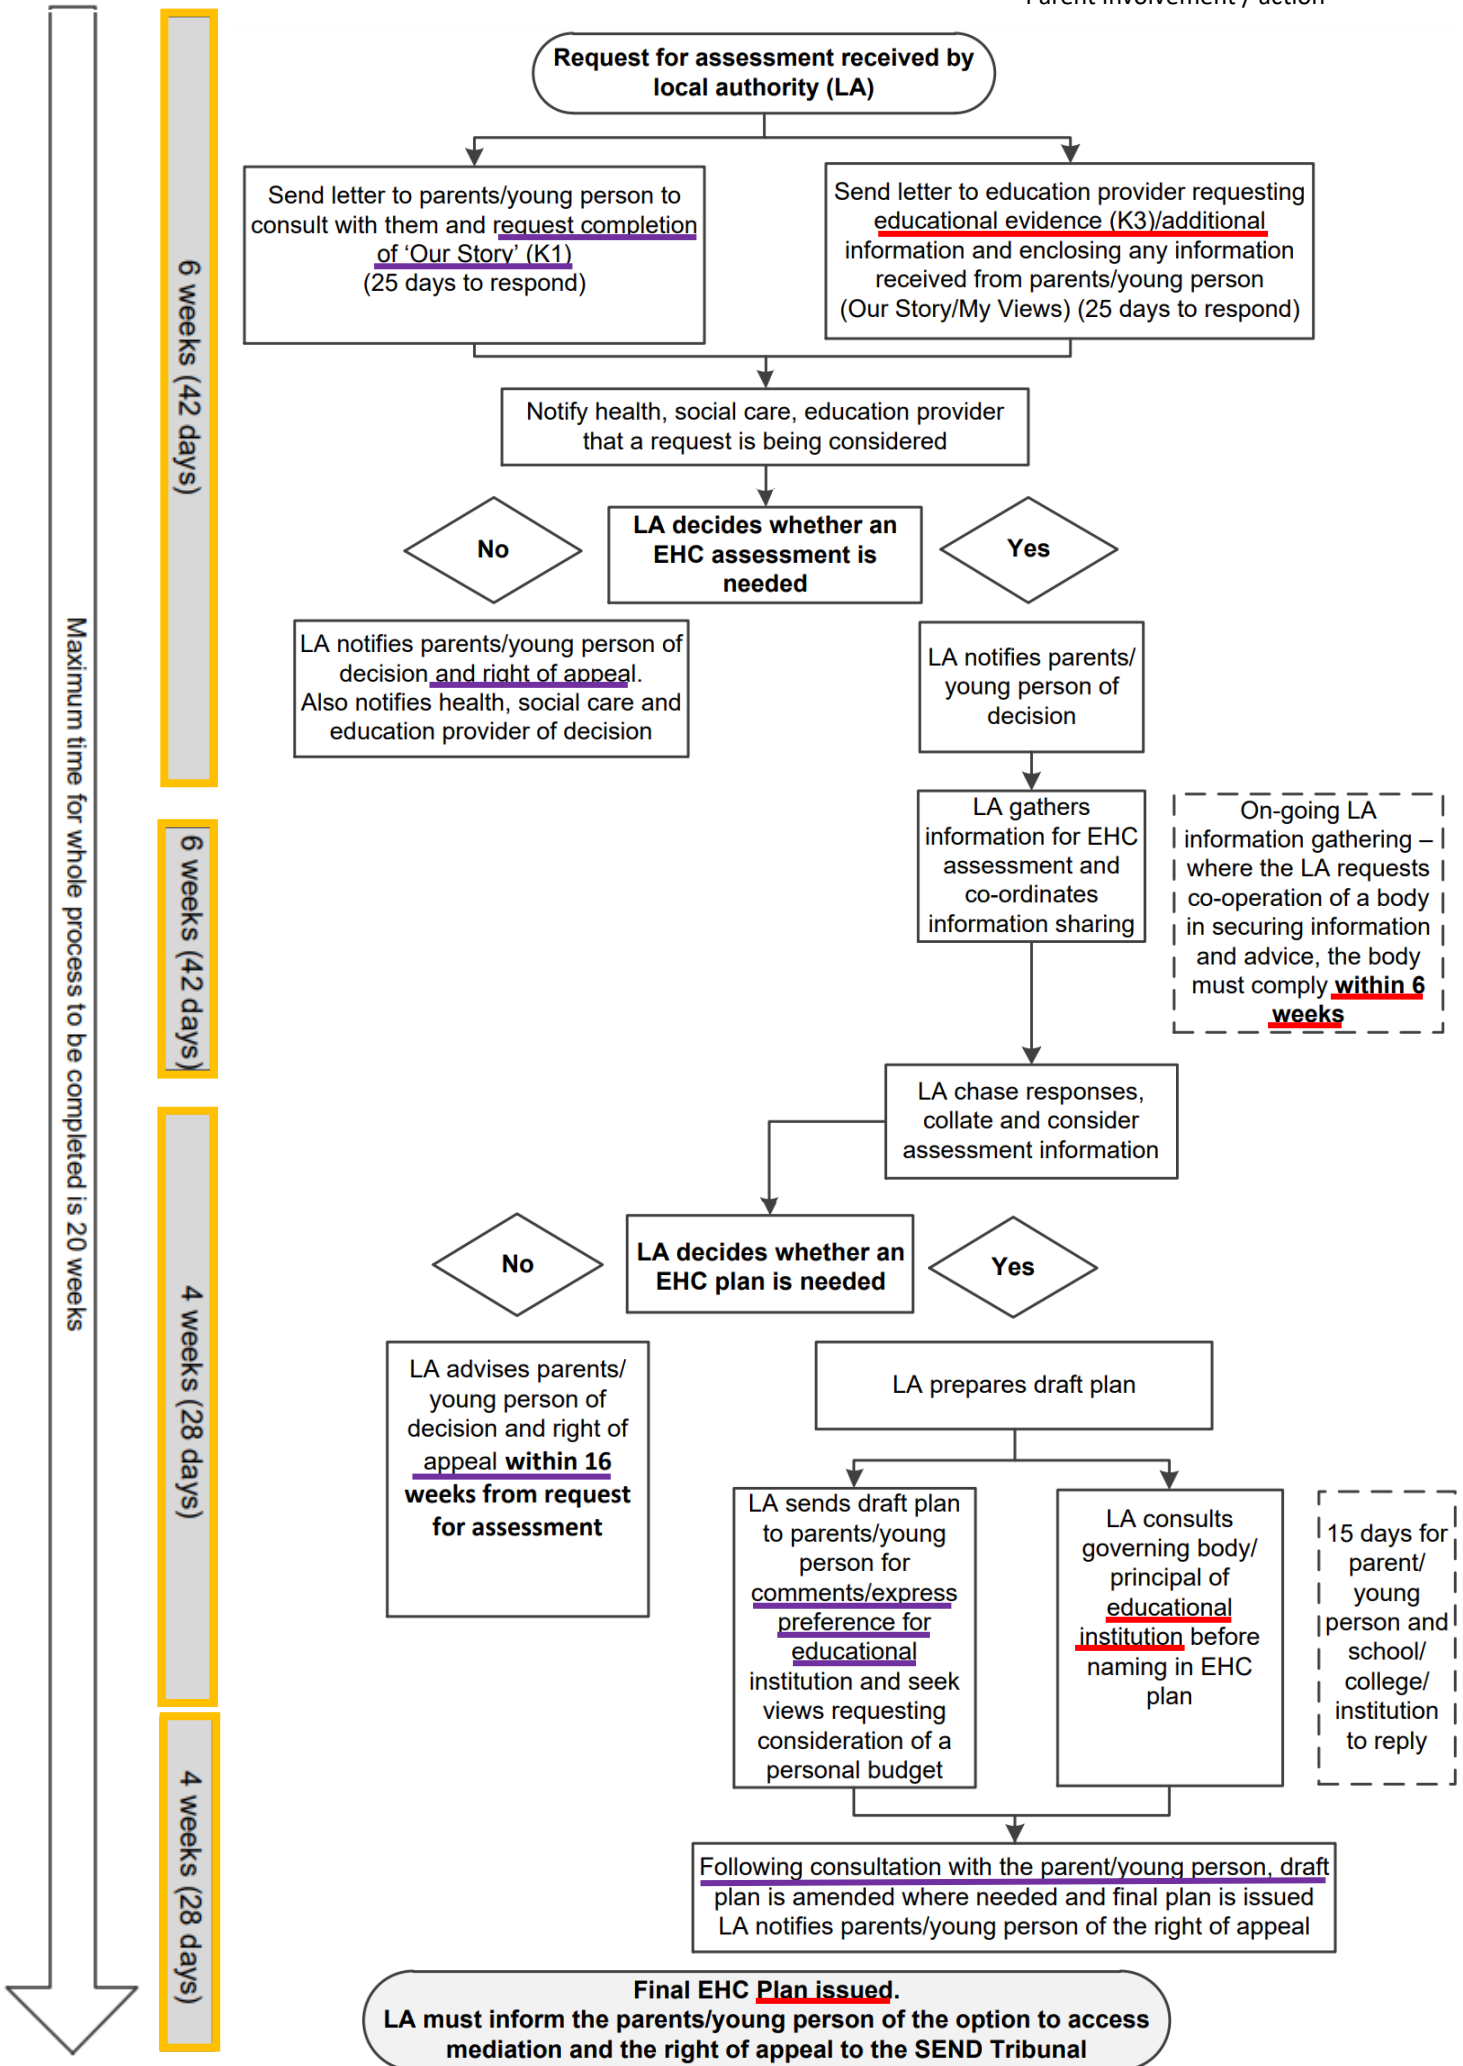 Parent involvement / action
Request for assessment received by
local authority (LA)
Send letter to parents/young person to
consult with them and request completion
of ‘Our Story’ (K1)
(25 days to respond)
Send letter to education provider requesting
educational evidence (K3)/additional
information and enclosing any information
received from parents/young person
(Our Story/My Views) (25 days to respond)
6 weeks (42 days)
Notify health, social care, education provider
that a request is being considered
No
LA decides whether an
EHC assessment is
needed
Yes
LA notifies parents/young person of
decision and right of appeal.
Also notifies health, social care and
education provider of decision
LA notifies parents/
young person of
decision
Maximum time for whole process to be completed is 20 weeks
6 weeks (42 days)
LA gathers
information for EHC
assessment and
co-ordinates
information sharing
On-going LA
information gathering –
where the LA requests
co-operation of a body
in securing information
and advice, the body
must comply within 6
weeks
LA chase responses,
collate and consider
assessment information
4 weeks (28 days)
No
LA decides whether an
EHC plan is needed
Yes
LA advises parents/
young person of
decision and right of
appeal within 16
weeks from request
for assessment
LA prepares draft plan
LA sends draft plan
to parents/young
person for
comments/express
preference for
educational
institution and seek
views requesting
consideration of a
personal budget
LA consults
governing body/
principal of
educational
institution before
naming in EHC
plan
15 days for
parent/
young
person and
school/
college/
institution
to reply
4 weeks (28 days)
Following consultation with the parent/young person, draft
plan is amended where needed and final plan is issued
LA notifies parents/young person of the right of appeal
Final EHC Plan issued.
LA must inform the parents/young person of the option to access
mediation and the right of appeal to the SEND Tribunal